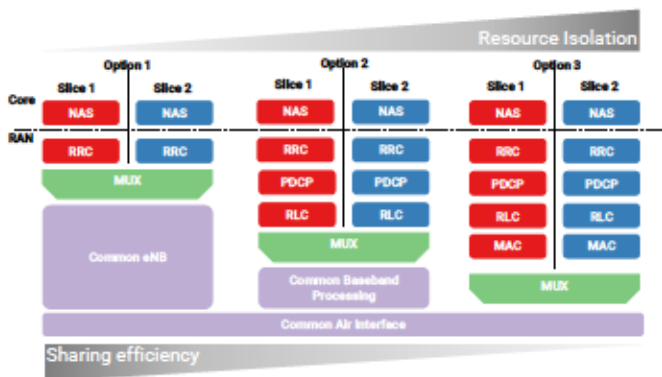 Resource Isolation
Option 1 Option 2 Option 3
Slice 1 Slice 2 Slice 1 Slice 2 Slice 1 Slice 2
Core NAS NAS NAS NAS NAS NAS
RAN
RRC RRC RRC RRC RRC RRC
MUX PDCP PDCP PDCP PDCP
RLC RLC RLC RLC
Common eNB MUX MAC MAC
Common Baseband
Processing
MUX
Common Air Interface
Sharing efficiency